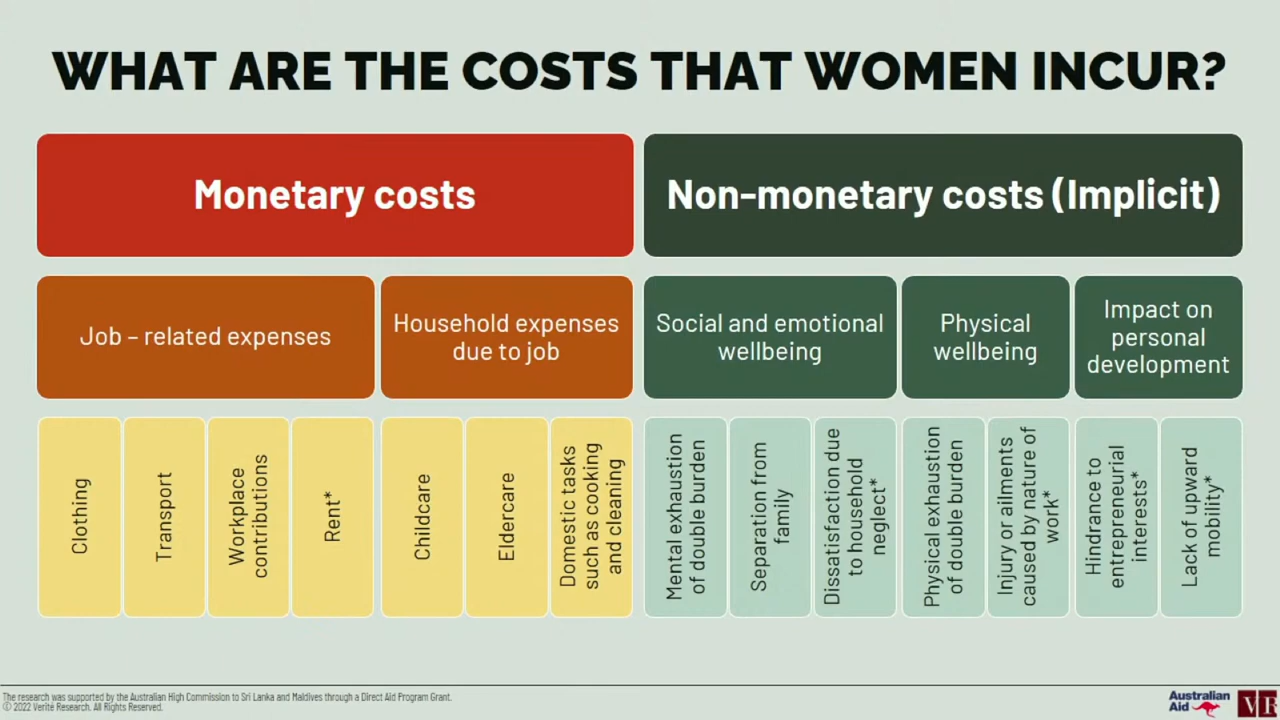 WHAT ARE THE COSTS THAT WOMEN INCUR?
Monetary costs
Non-monetary costs (Implicit)
Job – related expenses
Household expenses
due to job
Social and emotional
wellbeing
Physical
wellbeing
Impact on
personal
development
Clothing
Transport
Workplace
contributions
Rent*
Childcare
Eldercare
Domestic tasks
such as cooking
and cleaning
Mental exhaustion
of double burden
Separation from
family
Dissatisfaction due
to household
neglect*
Physical exhaustion
of double burden
Injury or ailments
caused by nature of
work*
Hindrance to
entrepreneurial
interests*
Lack of upward
mobility*
The research was supported by the Australian High Commission to Sri Lanka and Maldives through a Direct Aid Program Grant.
© 2022 Verité Research. All Rights Reserved.
Australian
Aid
VR